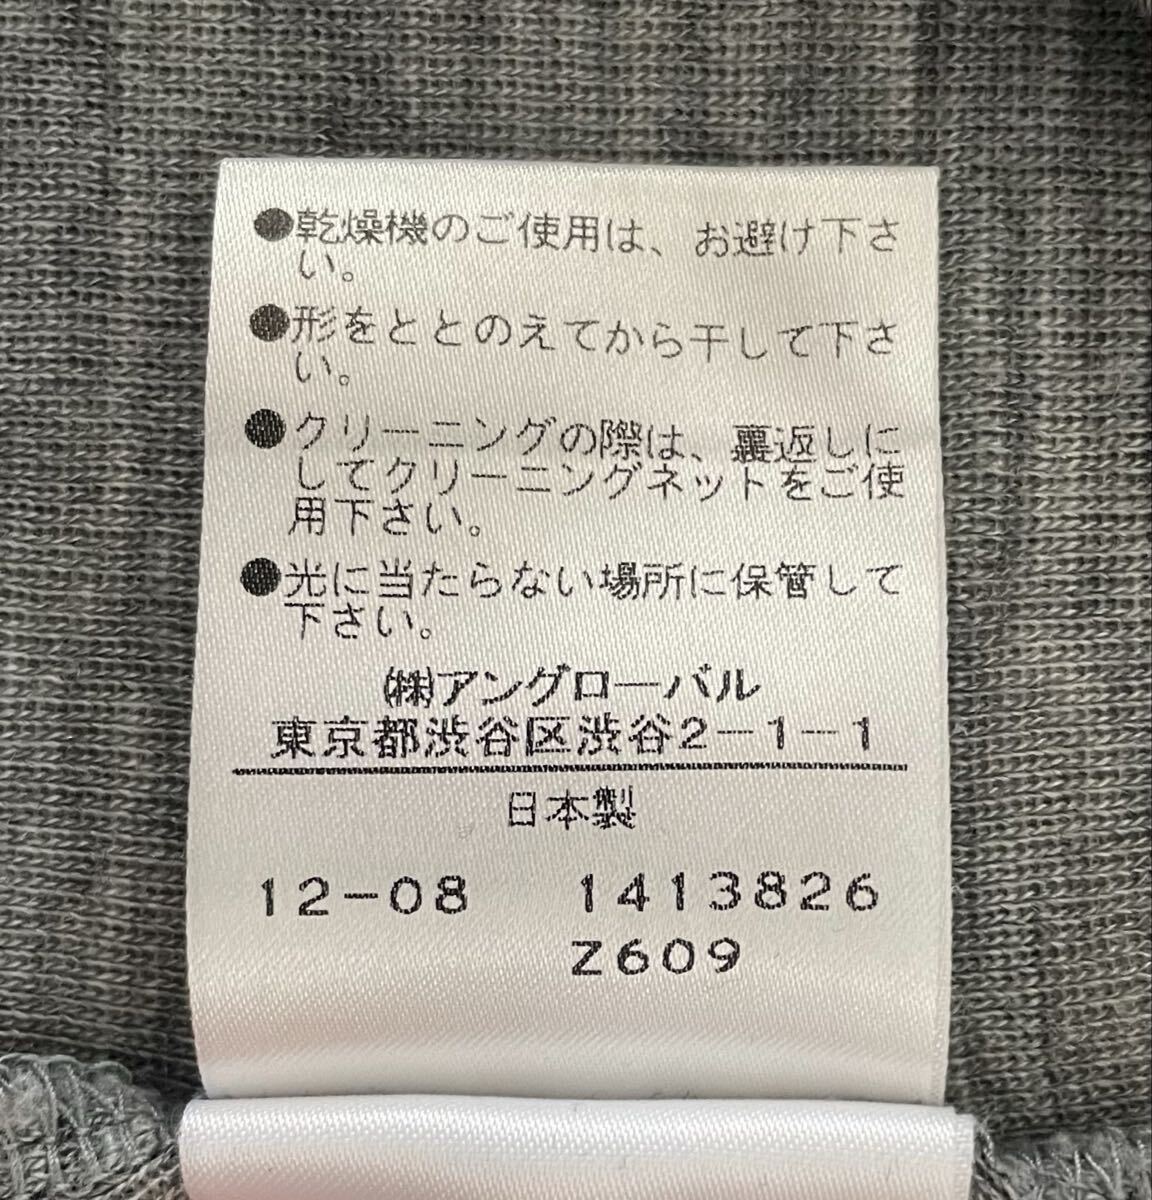 ●乾燥機のご使用は、お避け下さ
い。
●形をととのえてから干して下さ
い。
●クリーニングの際は、裏返しに
してクリーニングネットをご使
用下さい。
●光に当たらない場所に保管して
下さい。
㈱アングローバル
東京都渋谷区渋谷2-1-1
日本製
12-08 1413826
Z609